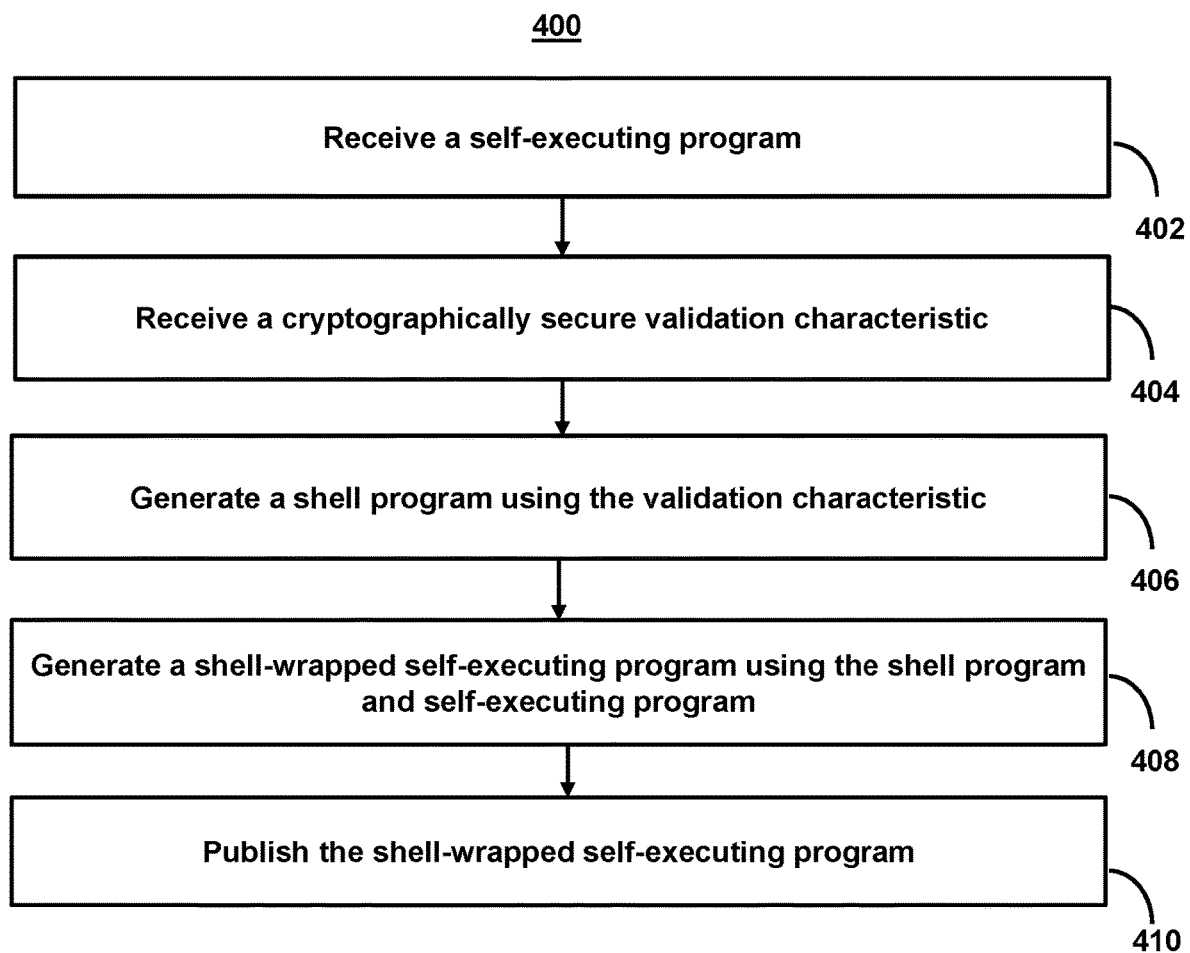 400
Receive a self-executing program
402
Receive a cryptographically secure validation characteristic
404
Generate a shell program using the validation characteristic
406
Generate a shell-wrapped self-executing program using the shell program
and self-executing program
408
Publish the shell-wrapped self-executing program
410